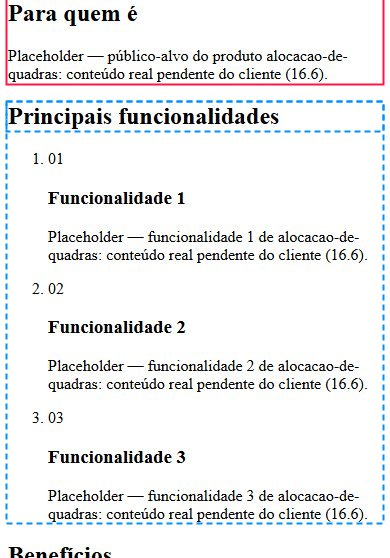 Para quem é
Placeholder — público-alvo do produto alocacao-de-
quadras: conteúdo real pendente do cliente (16.6).
Principais funcionalidades
1. 01
Funcionalidade 1
Placeholder — funcionalidade 1 de alocacao-de-
quadras: conteúdo real pendente do cliente (16.6).
2. 02
Funcionalidade 2
Placeholder — funcionalidade 2 de alocacao-de-
quadras: conteúdo real pendente do cliente (16.6).
3. 03
Funcionalidade 3
Placeholder — funcionalidade 3 de alocacao-de-
quadras: conteúdo real pendente do cliente (16.6).
Benefícios